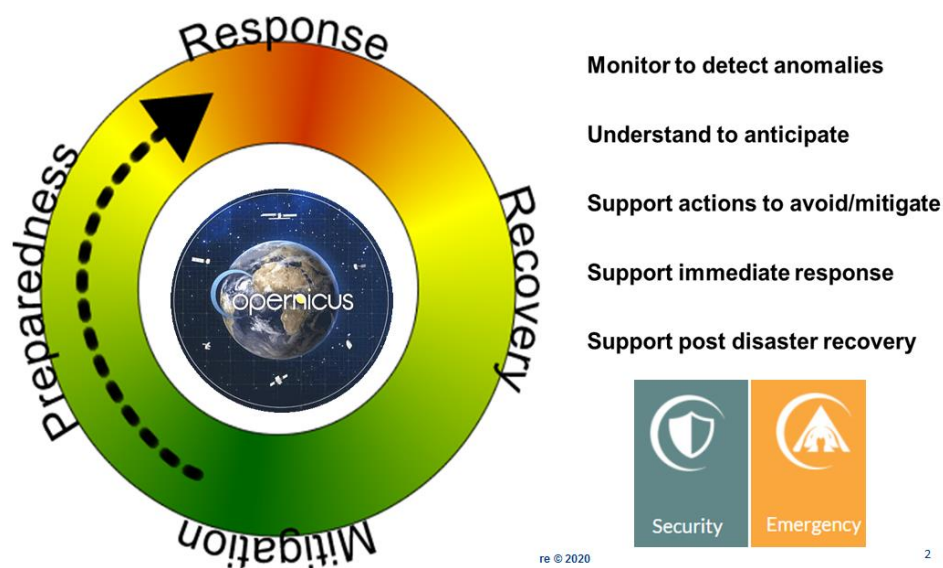 Response
Preparedness
Recovery
Mitigation
opernicus
Monitor to detect anomalies
Understand to anticipate
Support actions to avoid/mitigate
Support immediate response
Support post disaster recovery
Security
Emergency
re © 2020
2